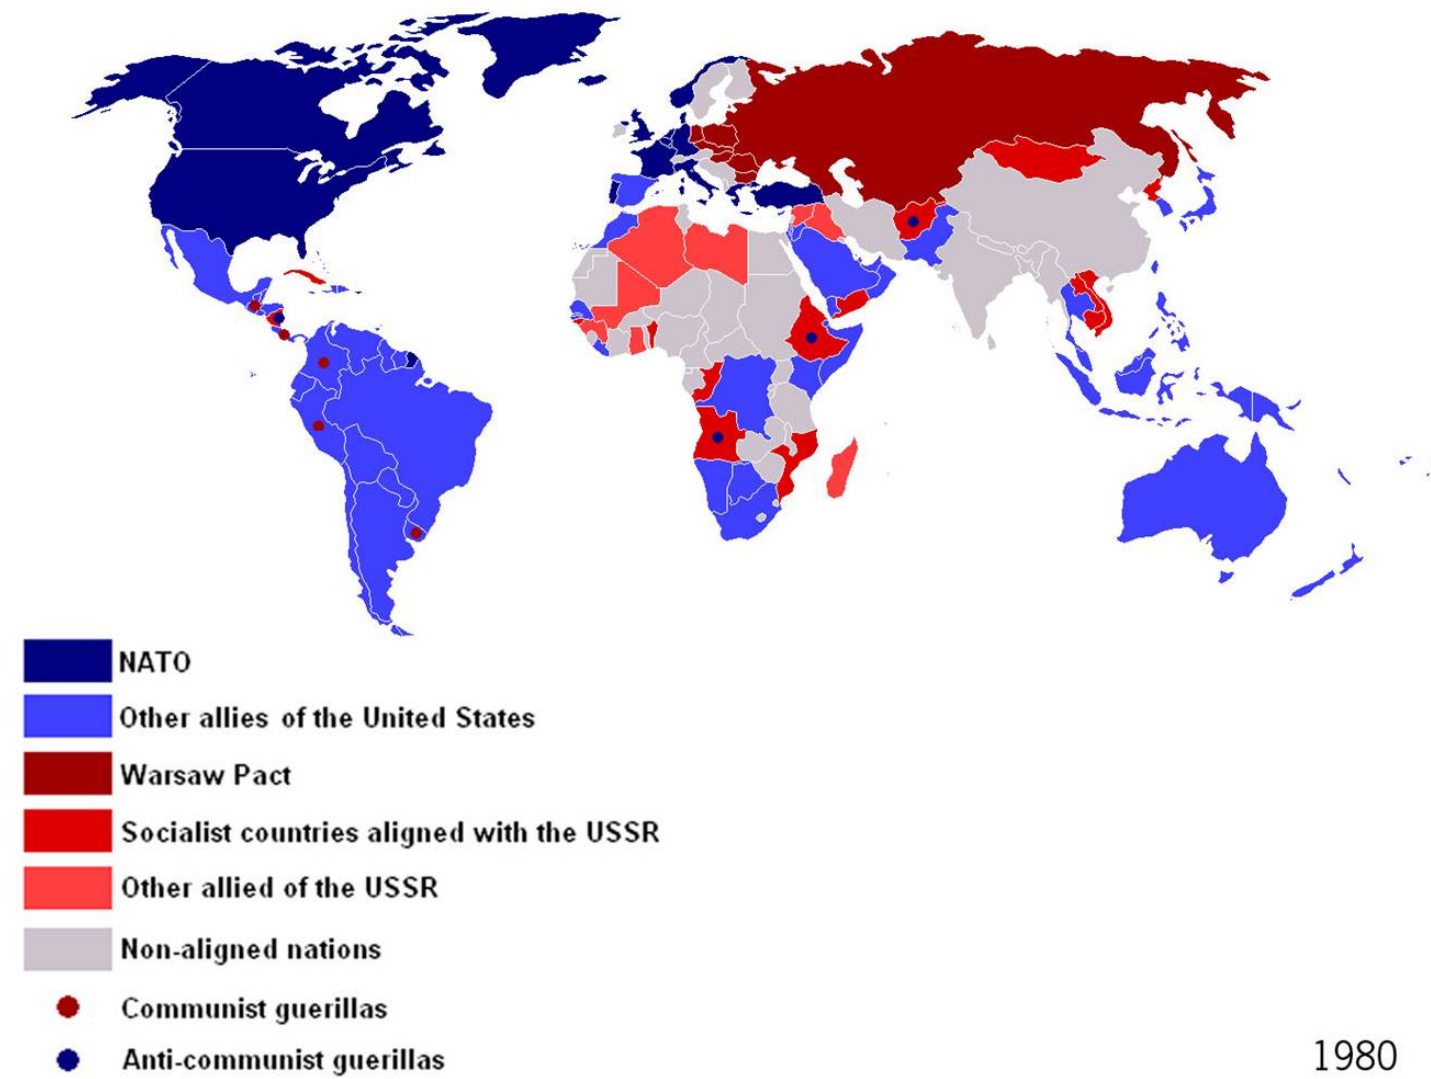 NATO
Other allies of the United States
Warsaw Pact
Socialist countries aligned with the USSR
Other allied of the USSR
Non-aligned nations
Communist guerillas
Anti-communist guerillas
1980